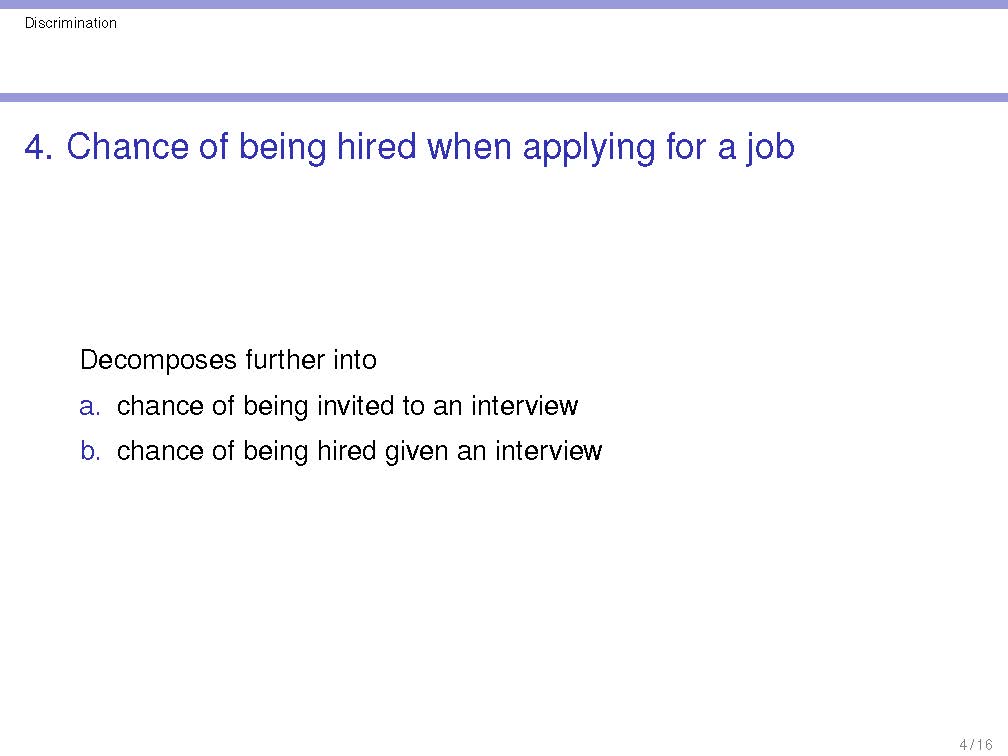 Discrimination
4. Chance of being hired when applying for a job
Decomposes further into
a. chance of being invited to an interview
b. chance of being hired given an interview
4 / 16